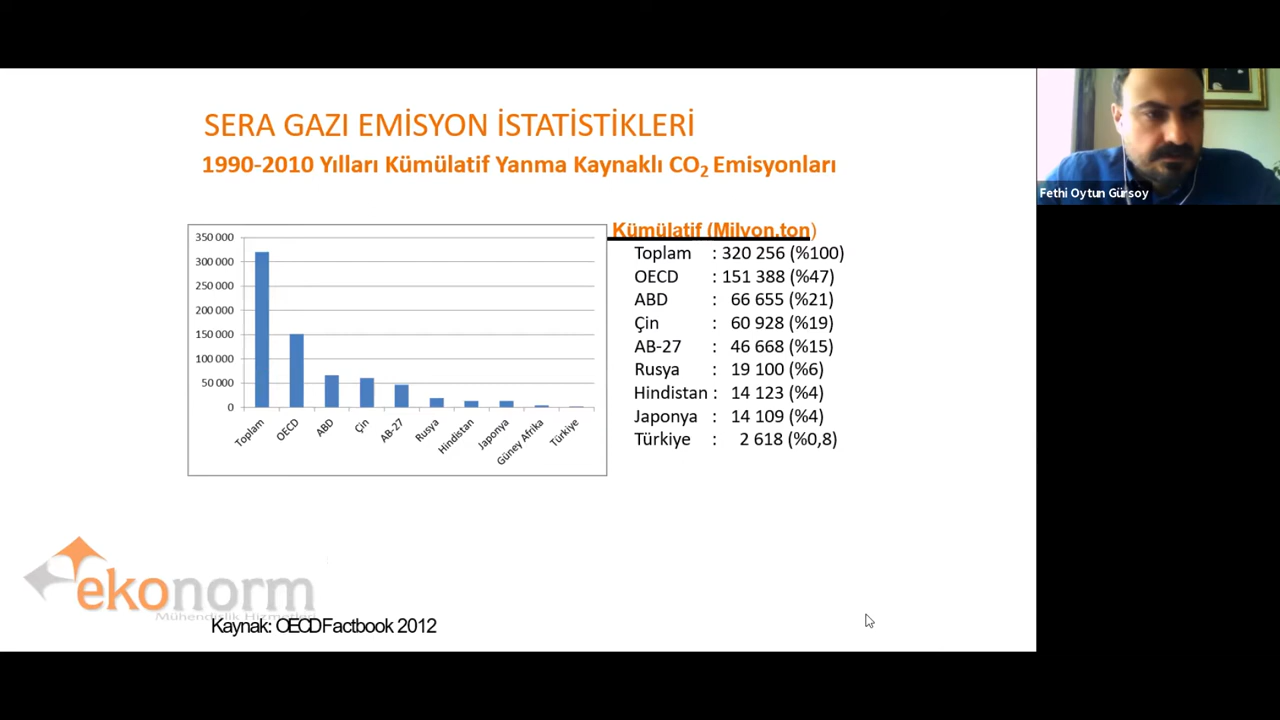 SERA GAZI EMİSYON İSTATİSTİKLERİ
1990-2010 Yılları Kümülatif Yanma Kaynaklı CO₂ Emisyonları
Fethi Oytun Gürsoy
350 000
300 000
250 000
200 000
150 000
100 000
50 000
0
Toplam
OECD
ABD
Çin
AB-27
Rusya
Hindistan
Japonya
Güney Afrika
Türkiye
Kümülatif (Milyon.ton)
Toplam : 320 256 (%100)
OECD : 151 388 (%47)
ABD : 66 655 (%21)
Çin : 60 928 (%19)
AB-27 : 46 668 (%15)
Rusya : 19 100 (%6)
Hindistan : 14 123 (%4)
Japonya : 14 109 (%4)
Türkiye : 2 618 (%0,8)
ekonorm
Mühendislik Hizmetleri
Kaynak: OECD Factbook 2012